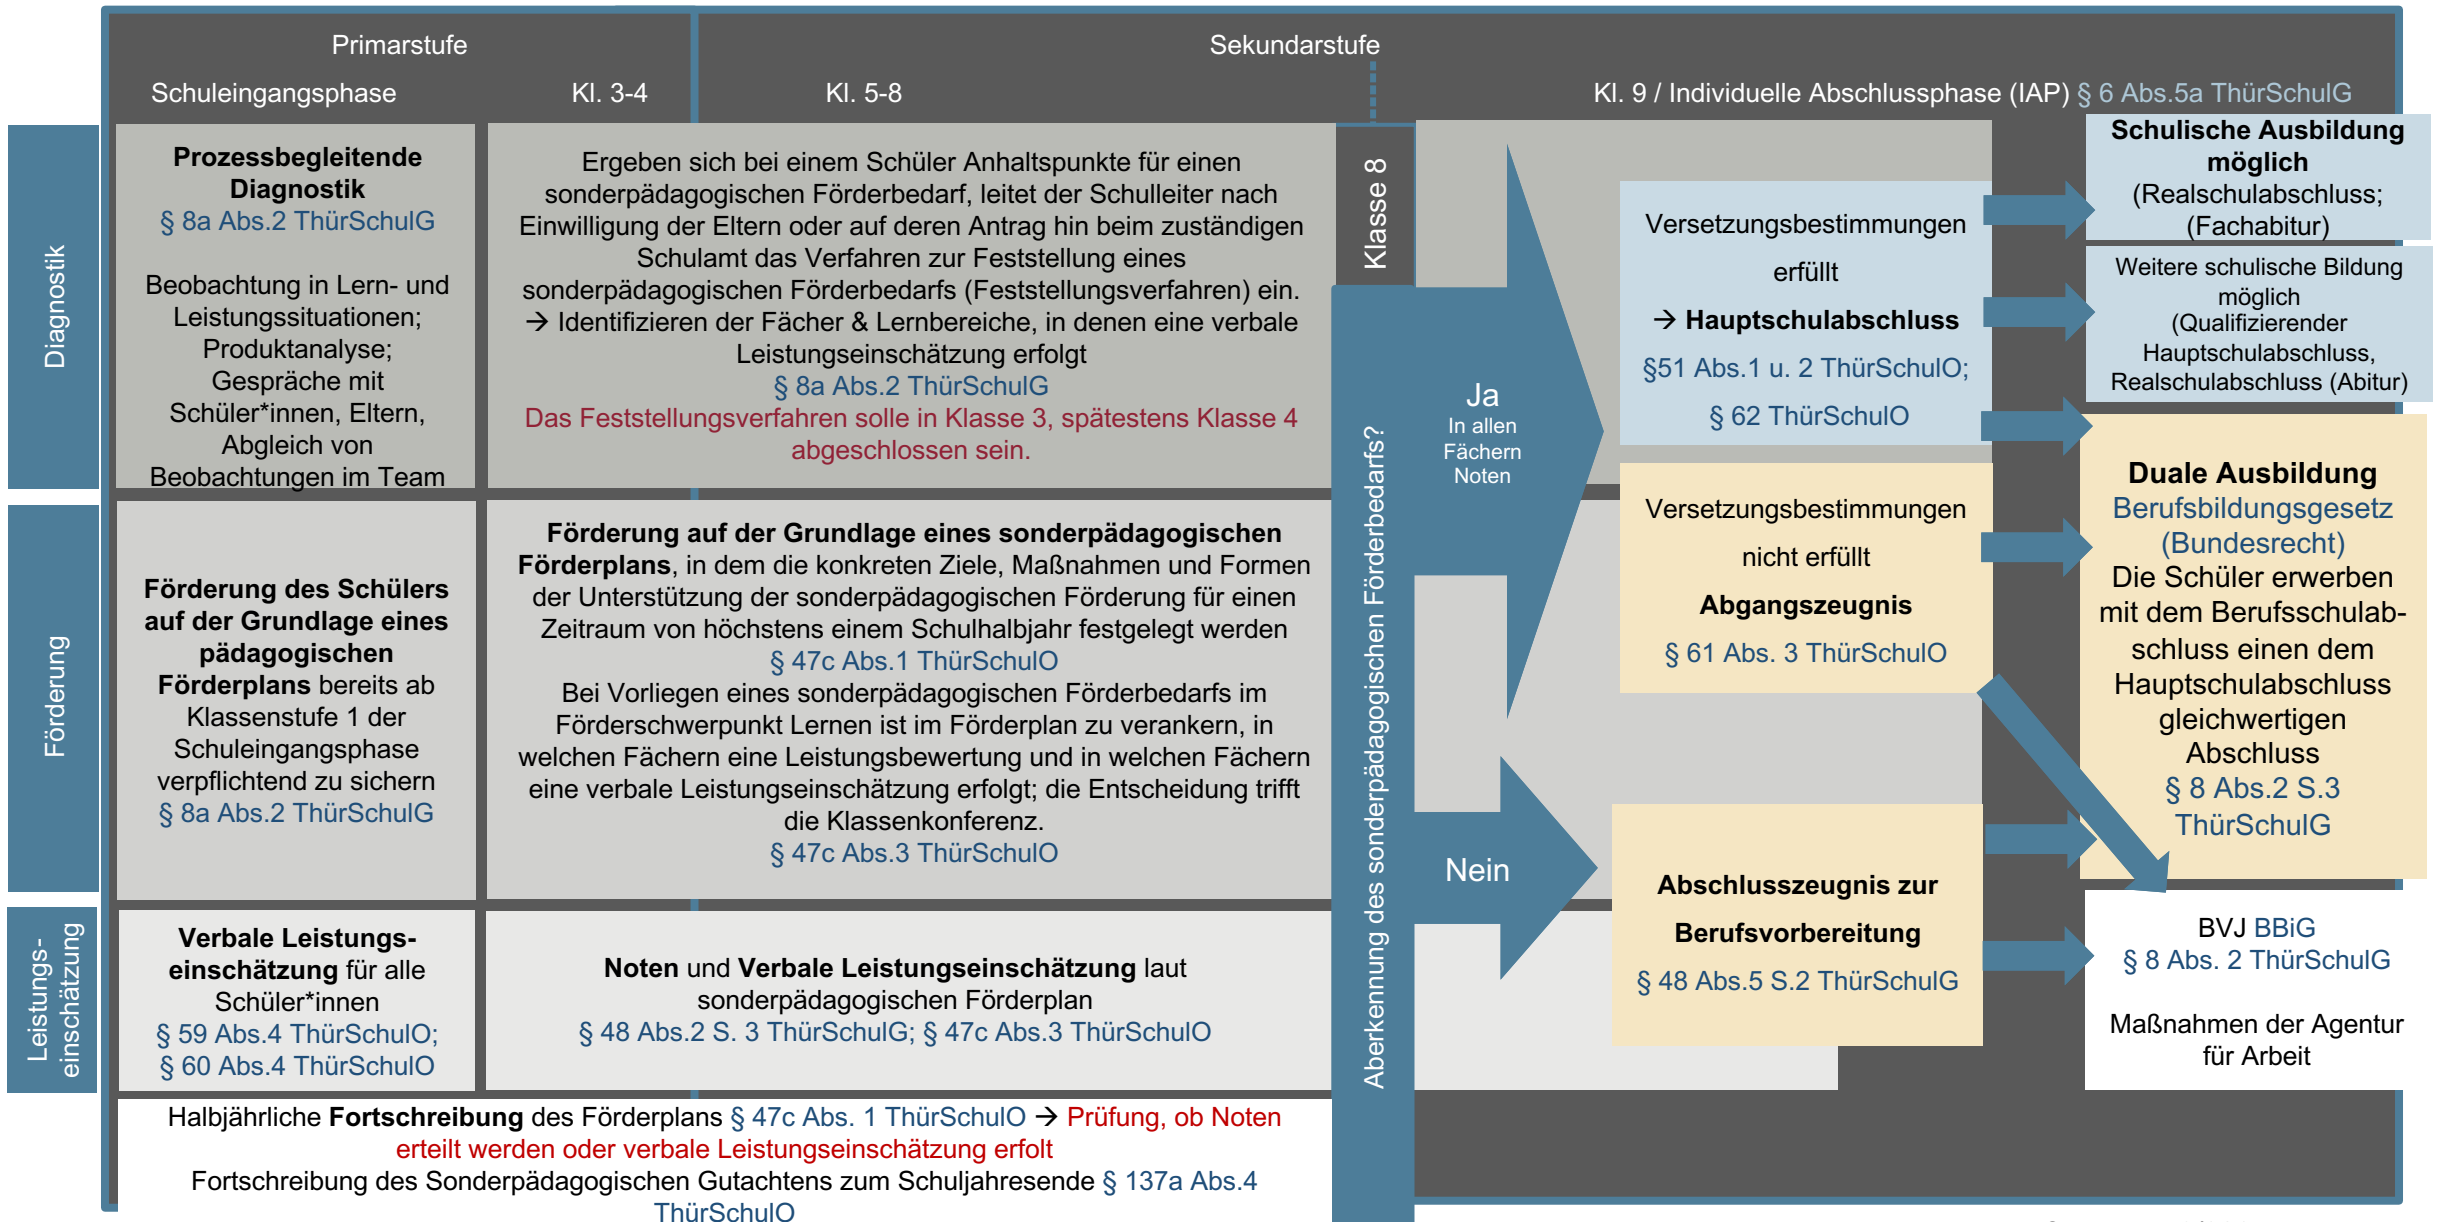 Primarstufe
Sekundarstufe
Schuleingangsphase
Kl. 3-4
Kl. 5-8
Kl. 9 / Individuelle Abschlussphase (IAP) § 6 Abs.5a ThürSchulG
Diagnostik
Prozessbegleitende
Diagnostik
§ 8a Abs.2 ThürSchulG
Beobachtung in Lern- und
Leistungssituationen;
Produktanalyse;
Gespräche mit
Schüler*innen, Eltern,
Abgleich von
Beobachtungen im Team
Ergeben sich bei einem Schüler Anhaltspunkte für einen
sonderpädagogischen Förderbedarf, leitet der Schulleiter nach
Einwilligung der Eltern oder auf deren Antrag hin beim zuständigen
Schulamt das Verfahren zur Feststellung eines
sonderpädagogischen Förderbedarfs (Feststellungsverfahren) ein.
→ Identifizieren der Fächer & Lernbereiche, in denen eine verbale
Leistungseinschätzung erfolgt
§ 8a Abs.2 ThürSchulG
Das Feststellungsverfahren solle in Klasse 3, spätestens Klasse 4
abgeschlossen sein.
Förderung
Förderung des Schülers
auf der Grundlage eines
pädagogischen
Förderplans bereits ab
Klassenstufe 1 der
Schuleingangsphase
verpflichtend zu sichern
§ 8a Abs.2 ThürSchulG
Förderung auf der Grundlage eines sonderpädagogischen
Förderplans, in dem die konkreten Ziele, Maßnahmen und Formen
der Unterstützung der sonderpädagogischen Förderung für einen
Zeitraum von höchstens einem Schulhalbjahr festgelegt werden
§ 47c Abs.1 ThürSchulO
Bei Vorliegen eines sonderpädagogischen Förderbedarfs im
Förderschwerpunkt Lernen ist im Förderplan zu verankern, in
welchen Fächern eine Leistungsbewertung und in welchen Fächern
eine verbale Leistungseinschätzung erfolgt; die Entscheidung trifft
die Klassenkonferenz.
§ 47c Abs.3 ThürSchulO
Leistungs-
einschätzung
Verbale Leistungs-
einschätzung für alle
Schüler*innen
§ 59 Abs.4 ThürSchulO;
§ 60 Abs.4 ThürSchulO
Noten und Verbale Leistungseinschätzung laut
sonderpädagogischen Förderplan
§ 48 Abs.2 S. 3 ThürSchulG; § 47c Abs.3 ThürSchulO
Halbjährliche Fortschreibung des Förderplans § 47c Abs. 1 ThürSchulO → Prüfung, ob Noten
erteilt werden oder verbale Leistungseinschätzung erfolt
Fortschreibung des Sonderpädagogischen Gutachtens zum Schuljahresende § 137a Abs.4
ThürSchulO
Klasse 8
Aberkennung des sonderpädagogischen Förderbedarfs?
Ja
In allen
Fächern
Noten
Nein
Versetzungsbestimmungen
erfüllt
→ Hauptschulabschluss
§51 Abs.1 u. 2 ThürSchulO;
§ 62 ThürSchulO
Versetzungsbestimmungen
nicht erfüllt
Abgangszeugnis
§ 61 Abs. 3 ThürSchulO
Abschlusszeugnis zur
Berufsvorbereitung
§ 48 Abs.5 S.2 ThürSchulG
Schulische Ausbildung
möglich
(Realschulabschluss;
(Fachabitur)
Weitere schulische Bildung
möglich
(Qualifizierender
Hauptschulabschluss,
Realschulabschluss (Abitur)
Duale Ausbildung
Berufsbildungsgesetz
(Bundesrecht)
Die Schüler erwerben
mit dem Berufsschulab-
schluss einen dem
Hauptschulabschluss
gleichwertigen
Abschluss
§ 8 Abs.2 S.3
ThürSchulG
BVJ BBiG
§ 8 Abs. 2 ThürSchulG
Maßnahmen der Agentur
für Arbeit